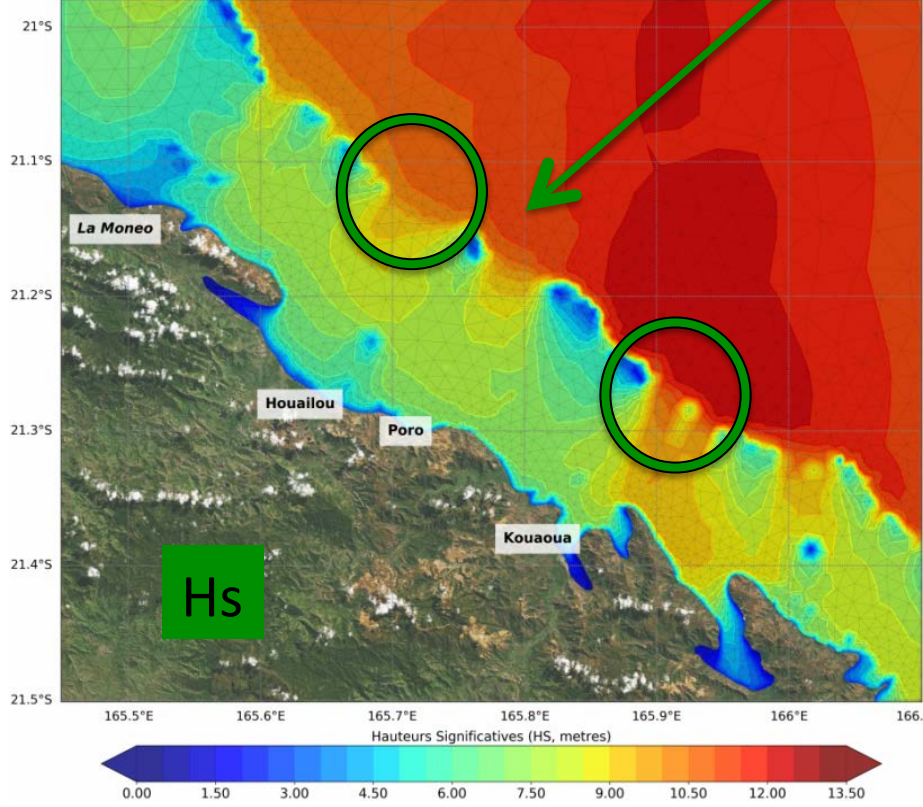 21°S
21.1°S
La Moneo
21.2°S
Houailou
21.3°S
Poro
Kouaoua
21.4°S
Hs
21.5°S
165.5°E 165.6°E 165.7°E 165.8°E 165.9°E 166°E 166.
Hauteurs Significatives (HS, metres)
0.00 1.50 3.00 4.50 6.00 7.50 9.00 10.50 12.00 13.50